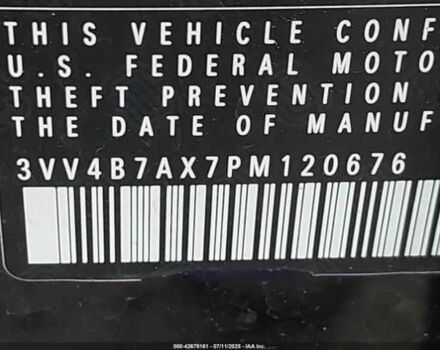 THIS VEHICLE CONF
U.S. FEDERAL MOTO
THEFT PREVENTION
THE DATE OF MANUF
3VV4B7AX7PM120676
000-42676161 - 07/11/2025 - IAA Inc.